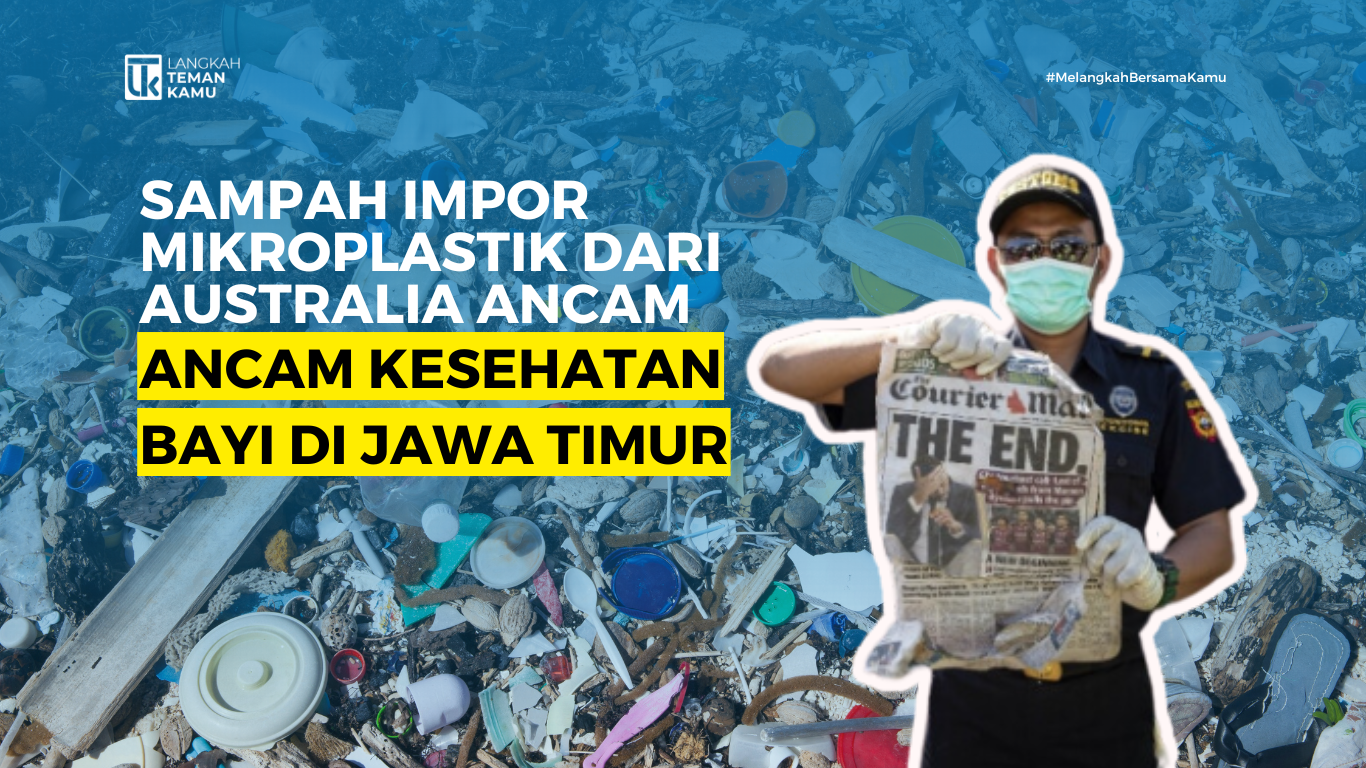 LANGKAH
TEMAN
KAMU
#MelangkahBersamaKamu
SAMPAH IMPOR
MIKROPLASTIK DARI
AUSTRALIA ANCAM
ANCAM KESEHATAN
BAYI DI JAWA TIMUR
The
Courier Mail
THE END.